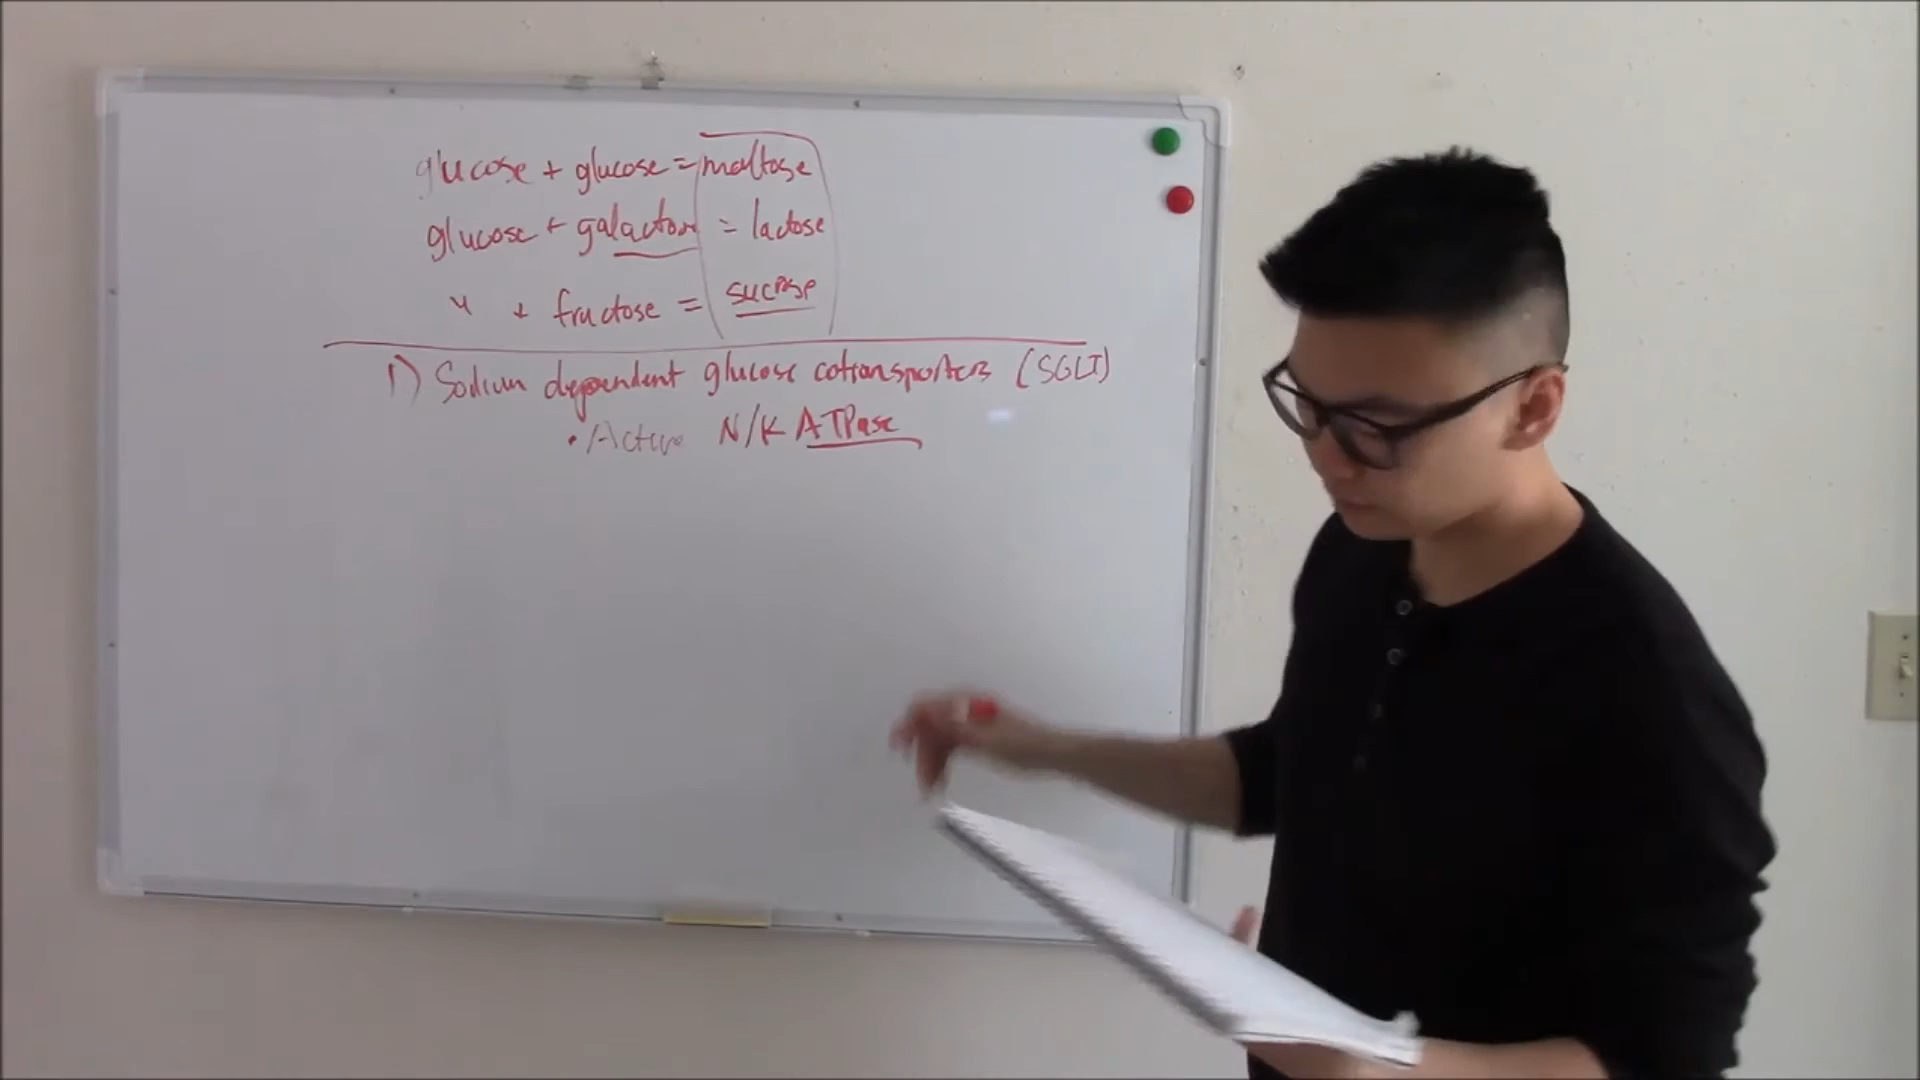 glucose + glucose = maltose
glucose + galactose = lactose
" + fructose = sucrose
1) Sodium dependent glucose cotransporters (SGLT)
• Active N/K ATPase